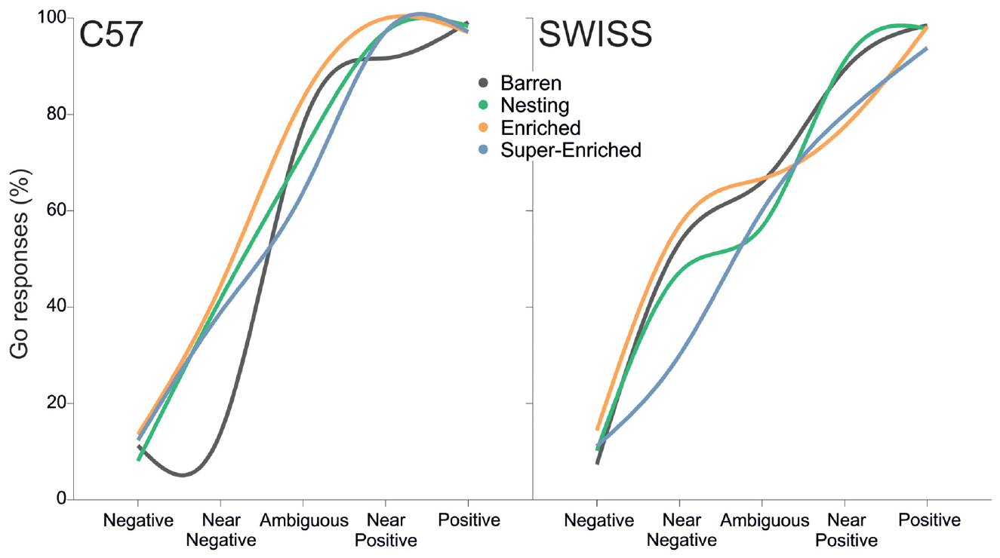 C57
SWISS
100
80
60
40
20
0
Go responses (%)
Barren
Nesting
Enriched
Super-Enriched
Negative
Near
Negative
Ambiguous
Near
Positive
Positive
Negative
Near
Negative
Ambiguous
Near
Positive
Positive